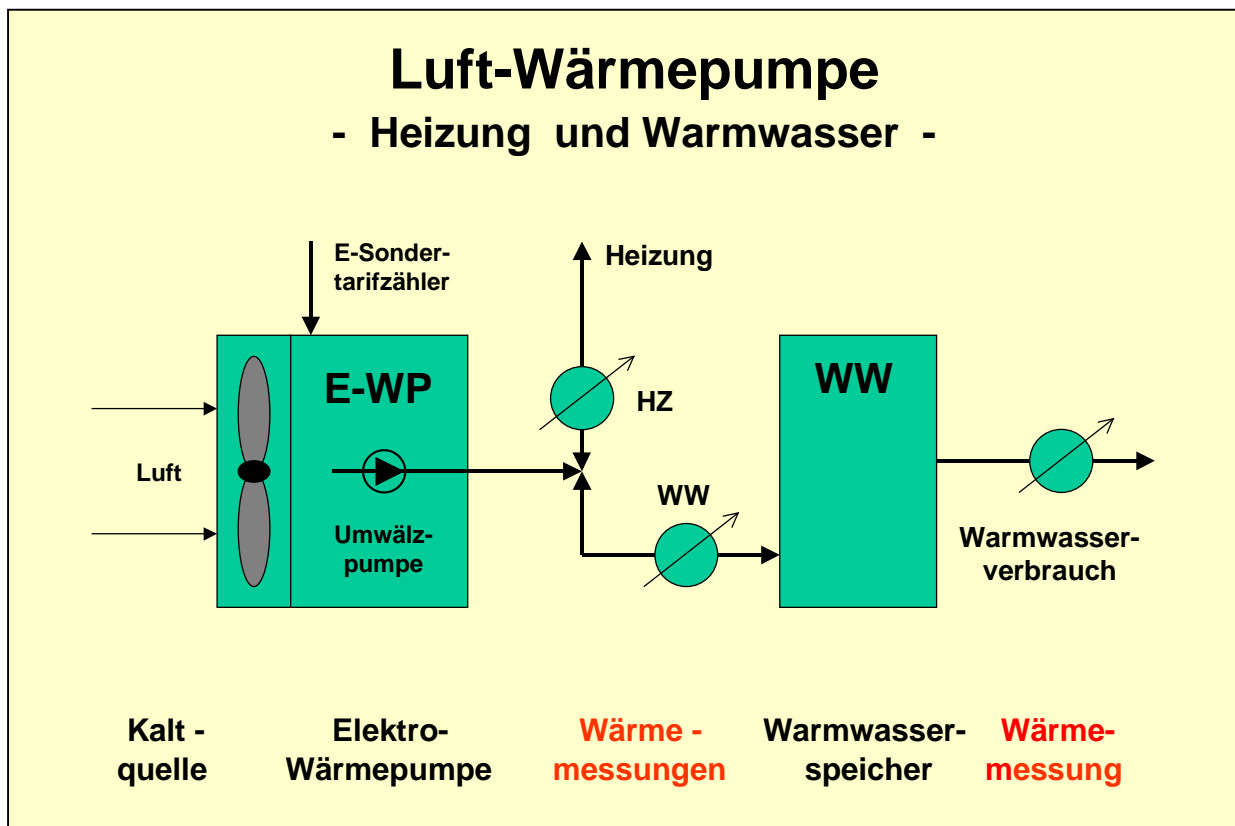 Luft-Wärmepumpe
- Heizung und Warmwasser -
E-Sonder-
tarifzähler
Heizung
E-WP
WW
HZ
Luft
WW
Umwälz-
pumpe
Warmwasser-
verbrauch
Kalt -
quelle
Elektro-
Wärmepumpe
Wärme -
messungen
Warmwasser-
speicher
Wärme-
messung